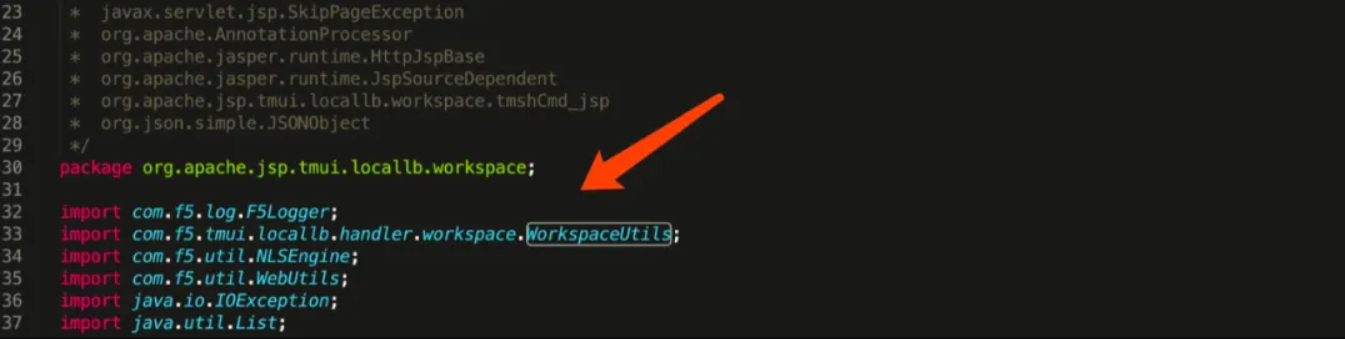 23 * javax.servlet.jsp.SkipPageException
24 * org.apache.AnnotationProcessor
25 * org.apache.jasper.runtime.HttpJspBase
26 * org.apache.jasper.runtime.JspSourceDependent
27 * org.apache.jsp.tmui.locallb.workspace.tmshCmd_jsp
28 * org.json.simple.JSONObject
29 */
30 package org.apache.jsp.tmui.locallb.workspace;
31
32 import com.f5.log.F5Logger;
33 import com.f5.tmui.locallb.handler.workspace.WorkspaceUtils;
34 import com.f5.util.NLSEngine;
35 import com.f5.util.WebUtils;
36 import java.io.IOException;
37 import java.util.List;